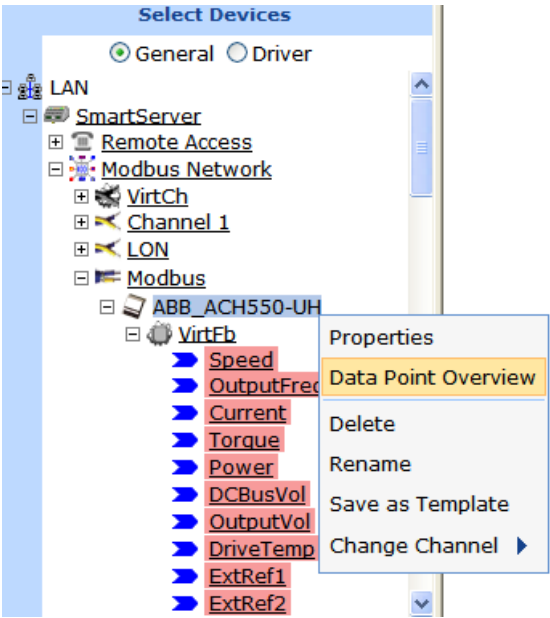 Select Devices
General Driver
LAN
SmartServer
Remote Access
Modbus Network
VirtCh
Channel 1
LON
Modbus
ABB_ACH550-UH
VirtFb
Speed
OutputFreq
Current
Torque
Power
DCBusVol
OutputVol
DriveTemp
ExtRef1
ExtRef2
Properties
Data Point Overview
Delete
Rename
Save as Template
Change Channel